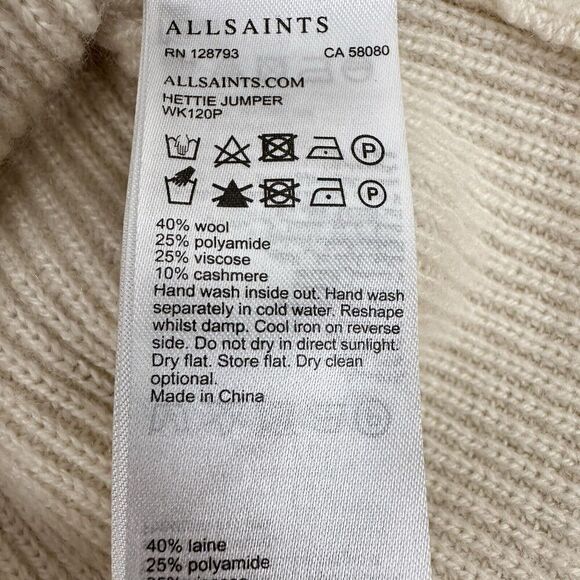 ALLSAINTS
RN 128793 CA 58080
ALLSAINTS.COM
HETTIE JUMPER
WK120P
P
P
40% wool
25% polyamide
25% viscose
10% cashmere
Hand wash inside out. Hand wash
separately in cold water. Reshape
whilst damp. Cool iron on reverse
side. Do not dry in direct sunlight.
Dry flat. Store flat. Dry clean
optional.
Made in China
40% laine
25% polyamide